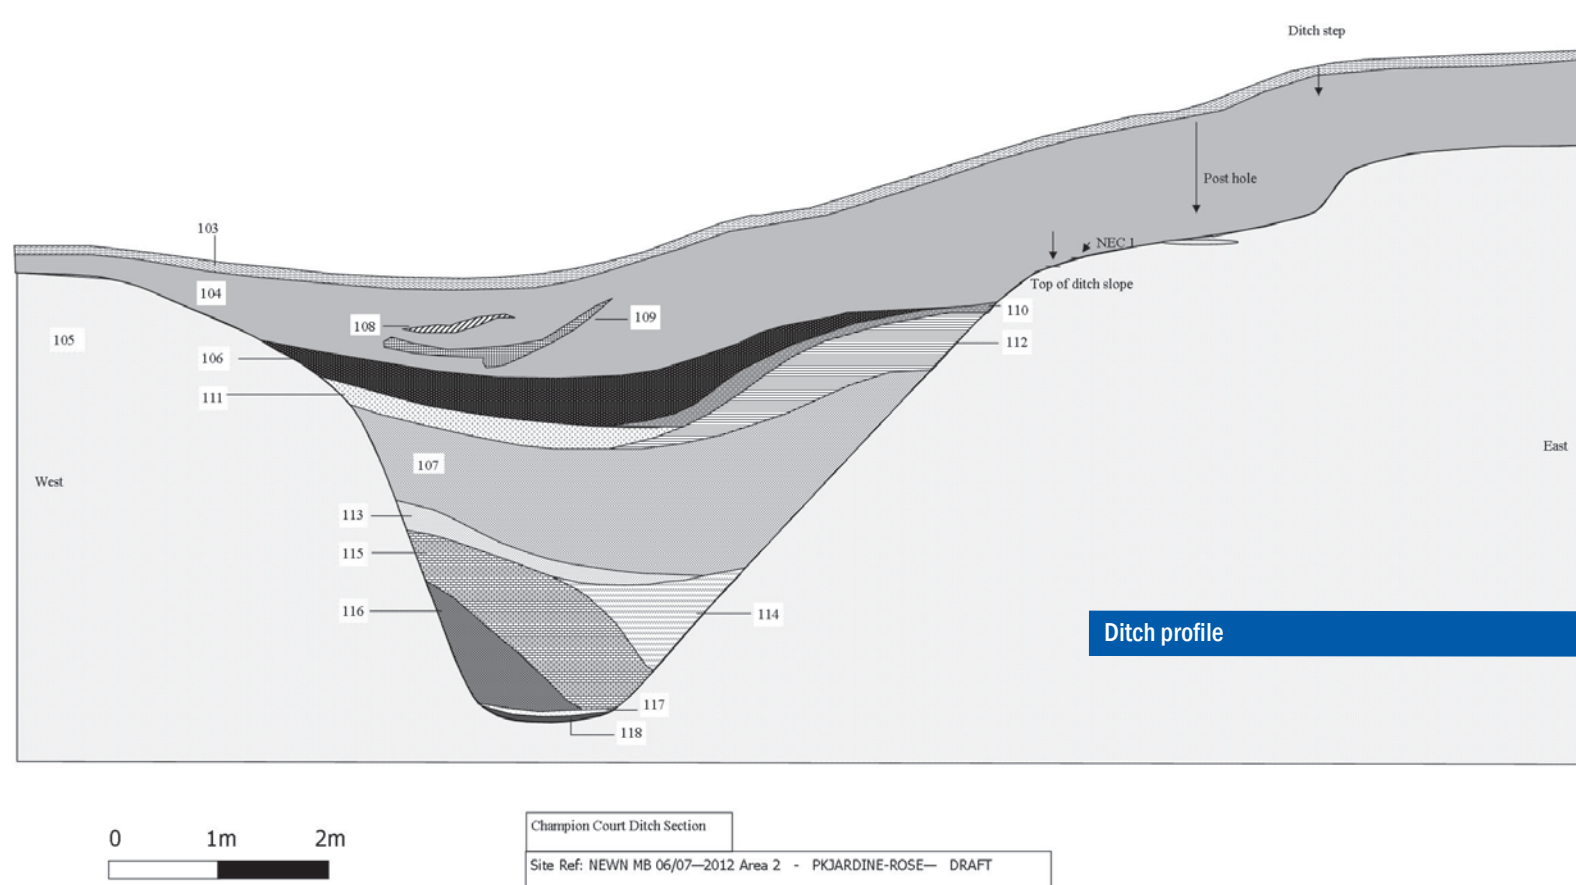 Ditch step
Post hole
103
NEC 1
Top of ditch slope
104
110
108
109
105
112
106
111
107
East
West
113
115
116
114
Ditch profile
117
118
0 1m 2m
Champion Court Ditch Section
Site Ref: NEWN MB 06/07—2012 Area 2 - PKJARDINE-ROSE— DRAFT